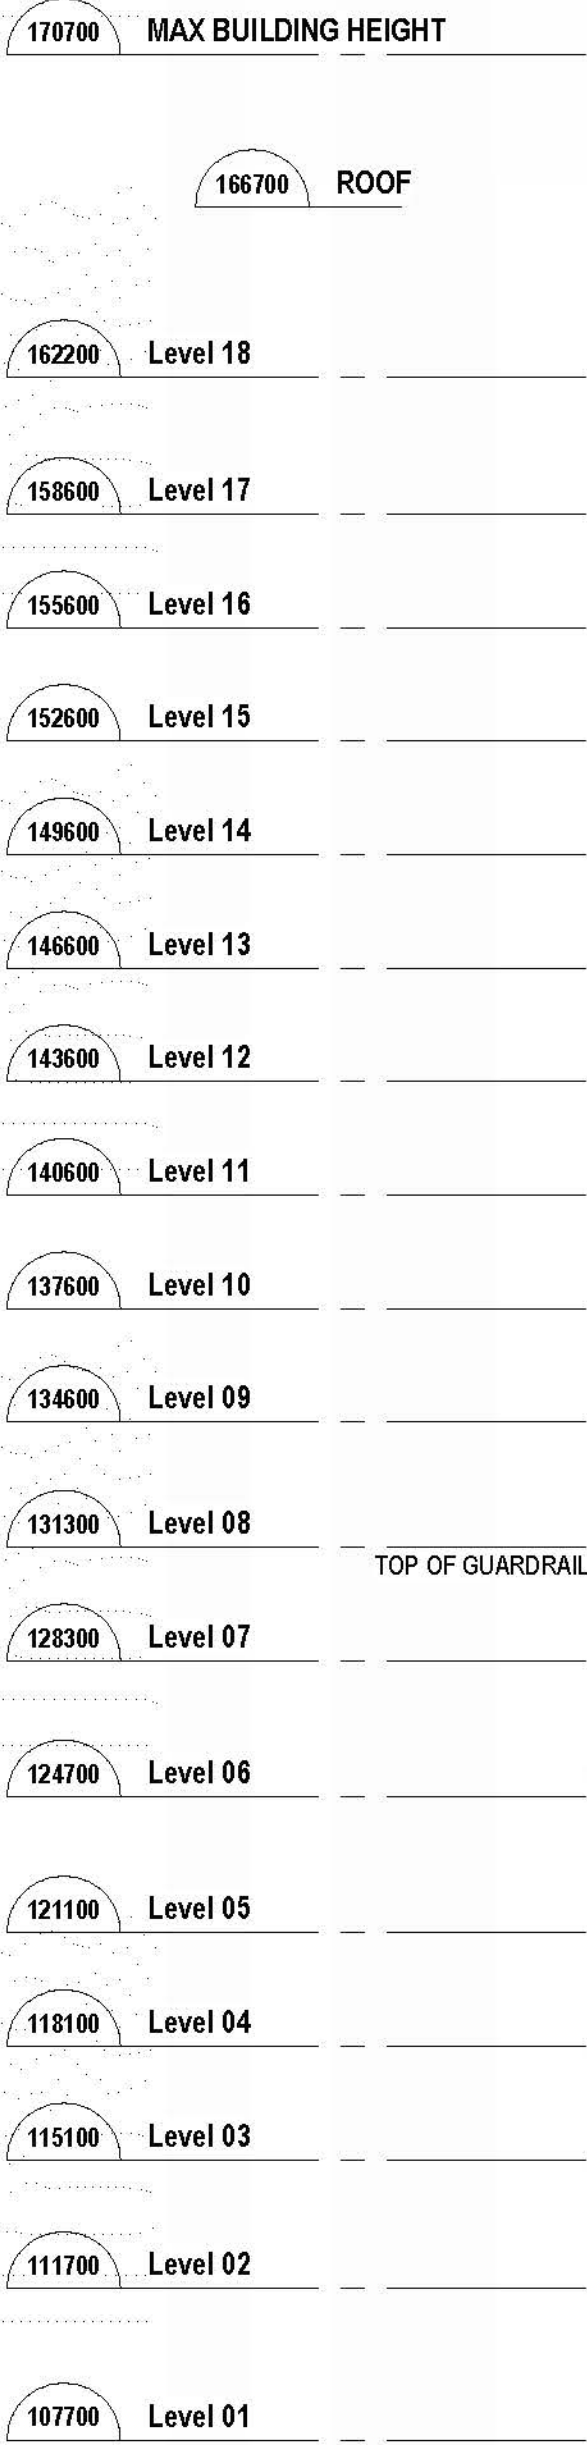 170700 MAX BUILDING HEIGHT
166700 ROOF
162200 Level 18
158600 Level 17
155600 Level 16
152600 Level 15
149600 Level 14
146600 Level 13
143600 Level 12
140600 Level 11
137600 Level 10
134600 Level 09
131300 Level 08
TOP OF GUARDRAIL
128300 Level 07
124700 Level 06
121100 Level 05
118100 Level 04
115100 Level 03
111700 Level 02
107700 Level 01